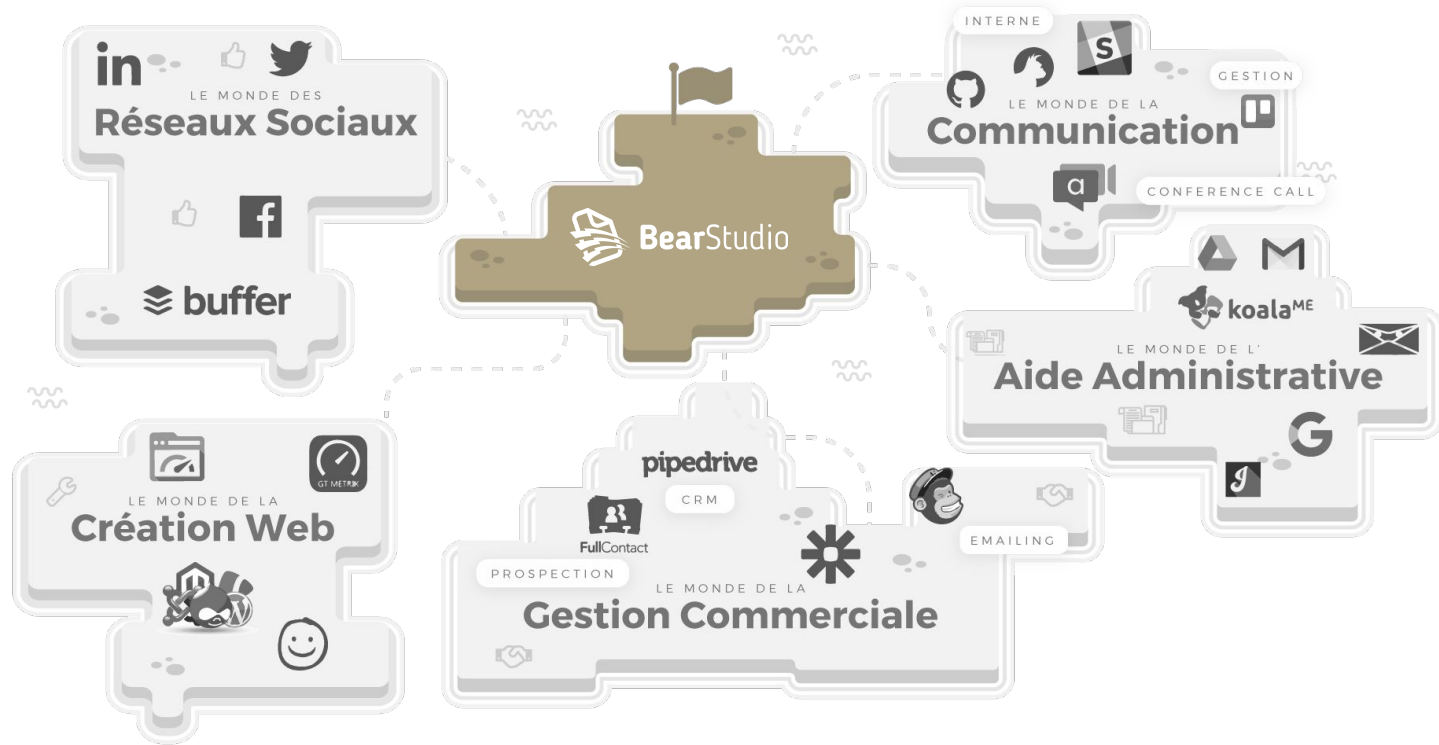 in
LE MONDE DES
Réseaux Sociaux
f
buffer
BearStudio
INTERNE
S
GESTION
LE MONDE DE LA
Communication
a
CONFERENCE CALL
koalaME
LE MONDE DE L'
Aide Administrative
G
GT METRIX
LE MONDE DE LA
Création Web
W
pipedrive
CRM
FullContact
PROSPECTION
EMAILING
LE MONDE DE LA
Gestion Commerciale